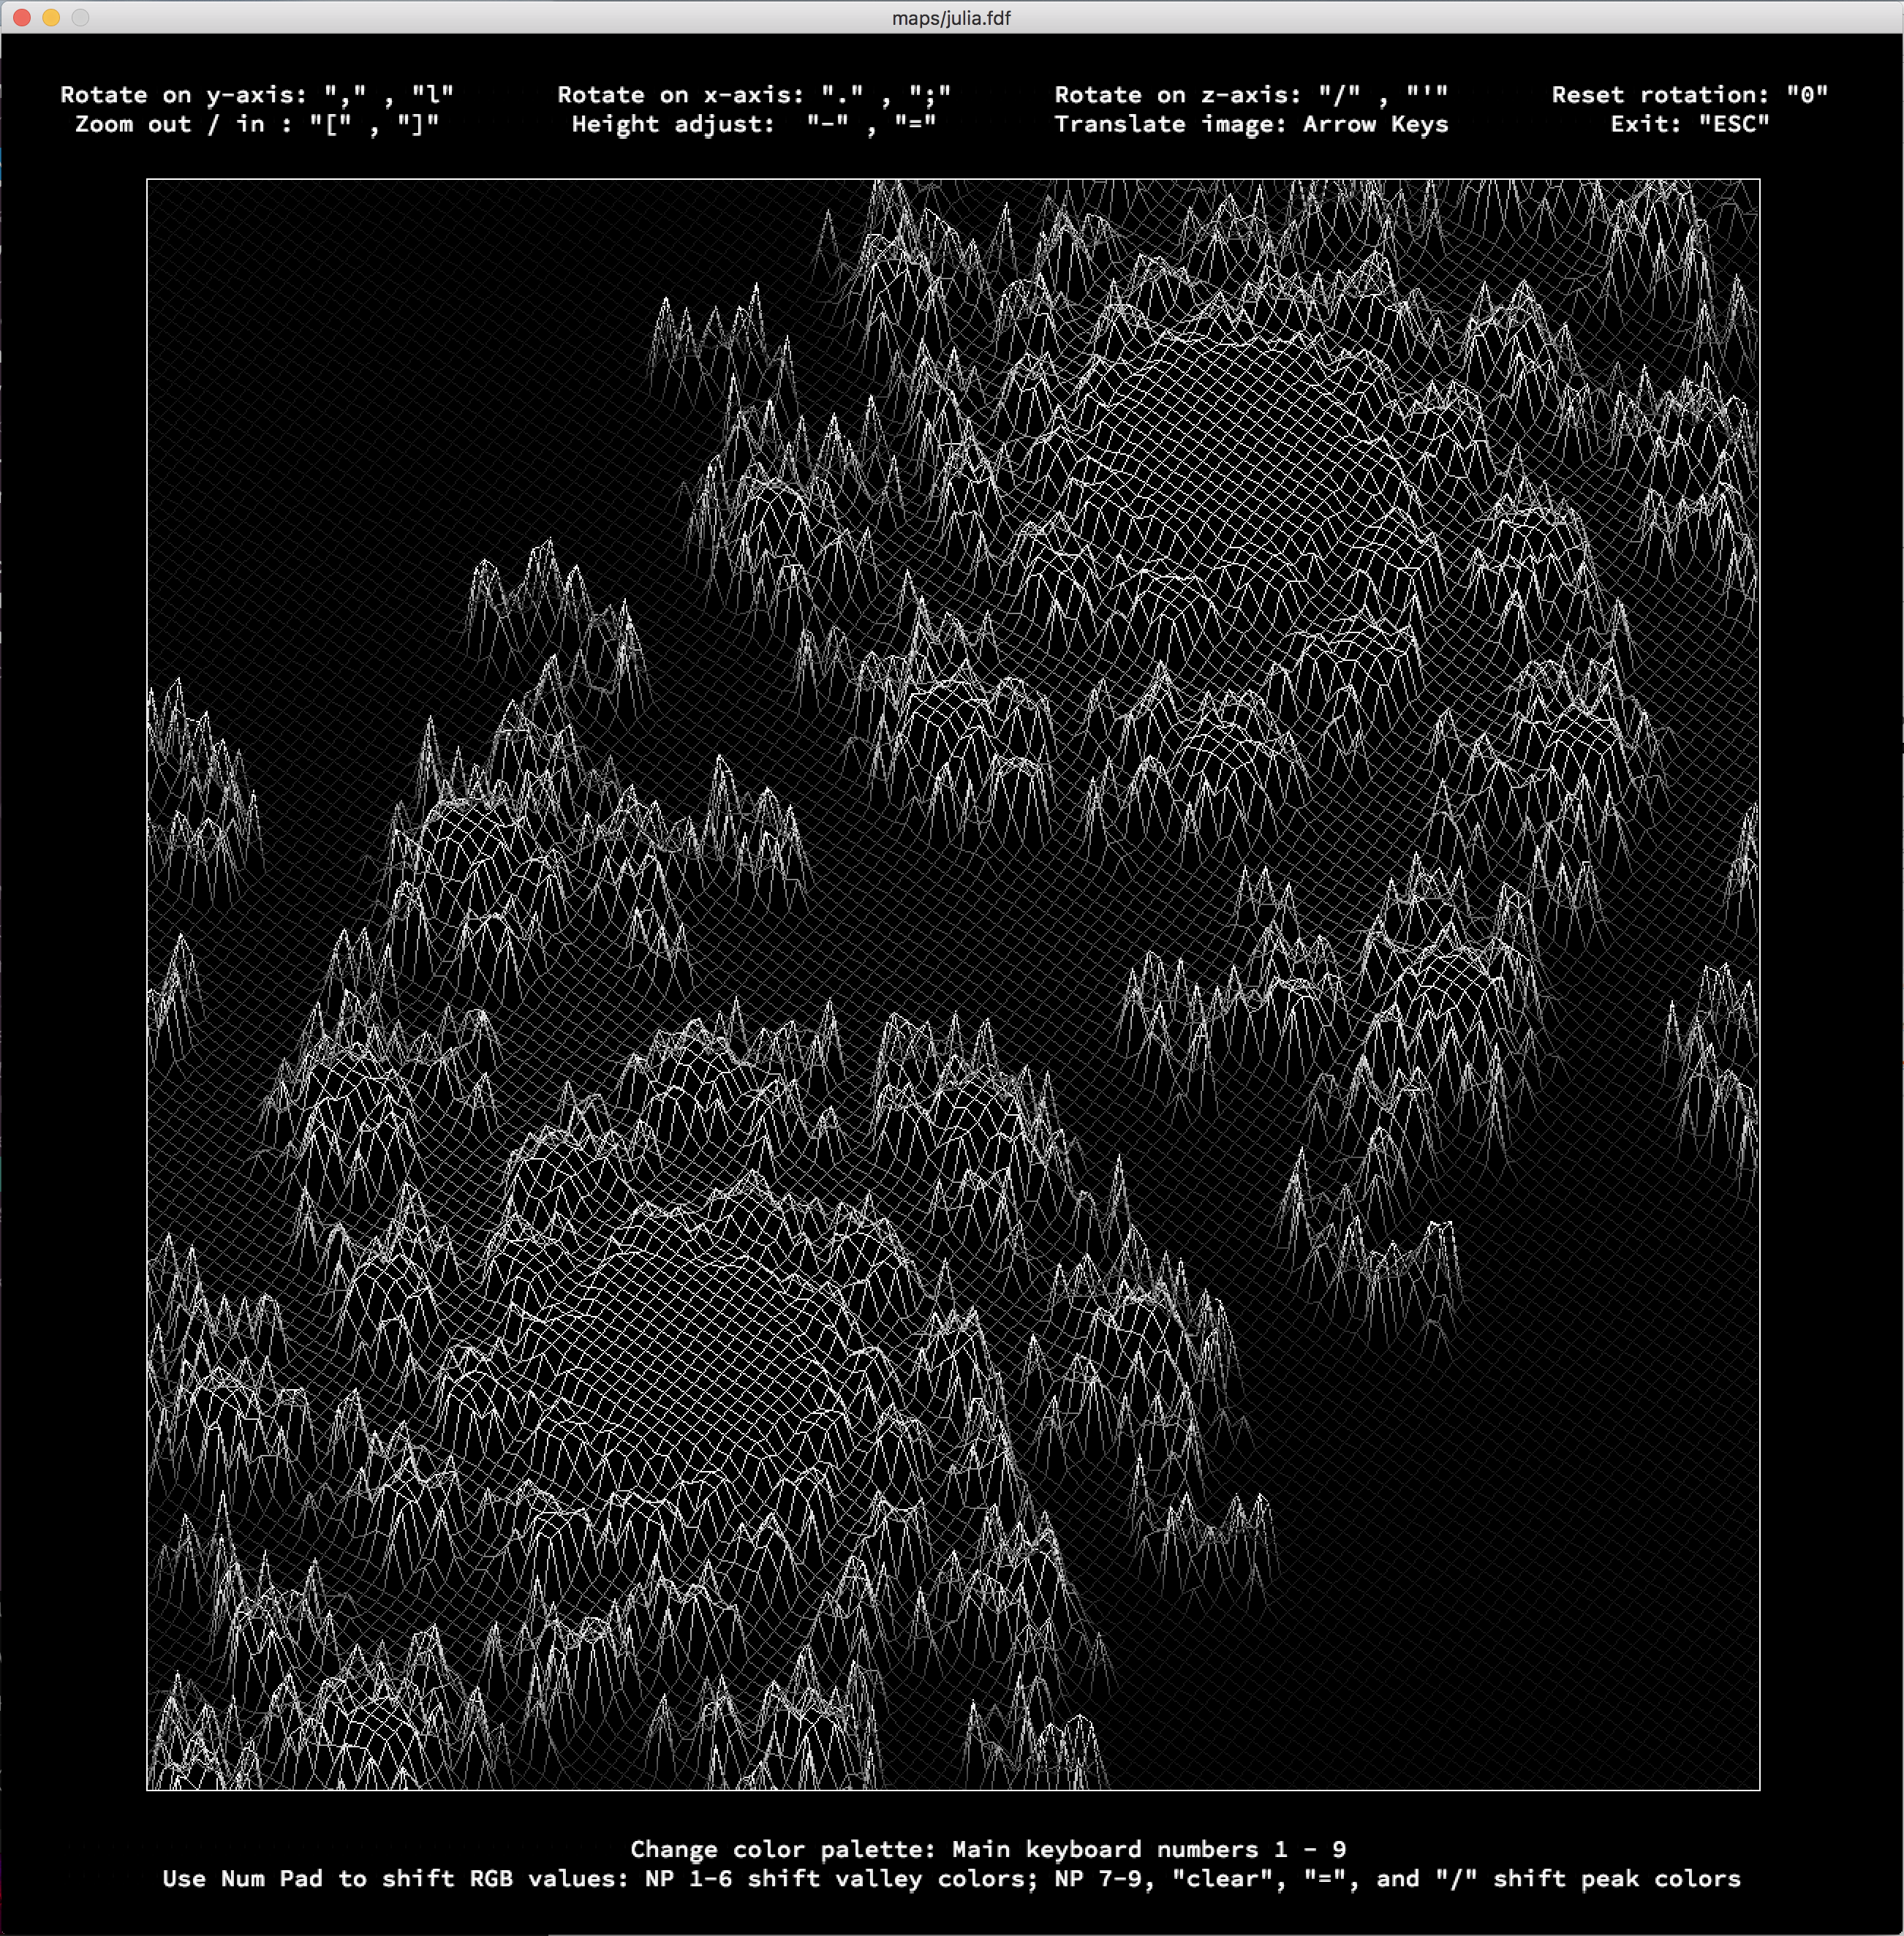 maps/julia.fdf
Rotate on y-axis: "," , "l" Rotate on x-axis: "." , ";" Rotate on z-axis: "/" , "'" Reset rotation: "0"
Zoom out / in : "[" , "]" Height adjust: "-" , "=" Translate image: Arrow Keys Exit: "ESC"
Change color palette: Main keyboard numbers 1 - 9
Use Num Pad to shift RGB values: NP 1-6 shift valley colors; NP 7-9, "clear", "=", and "/" shift peak colors